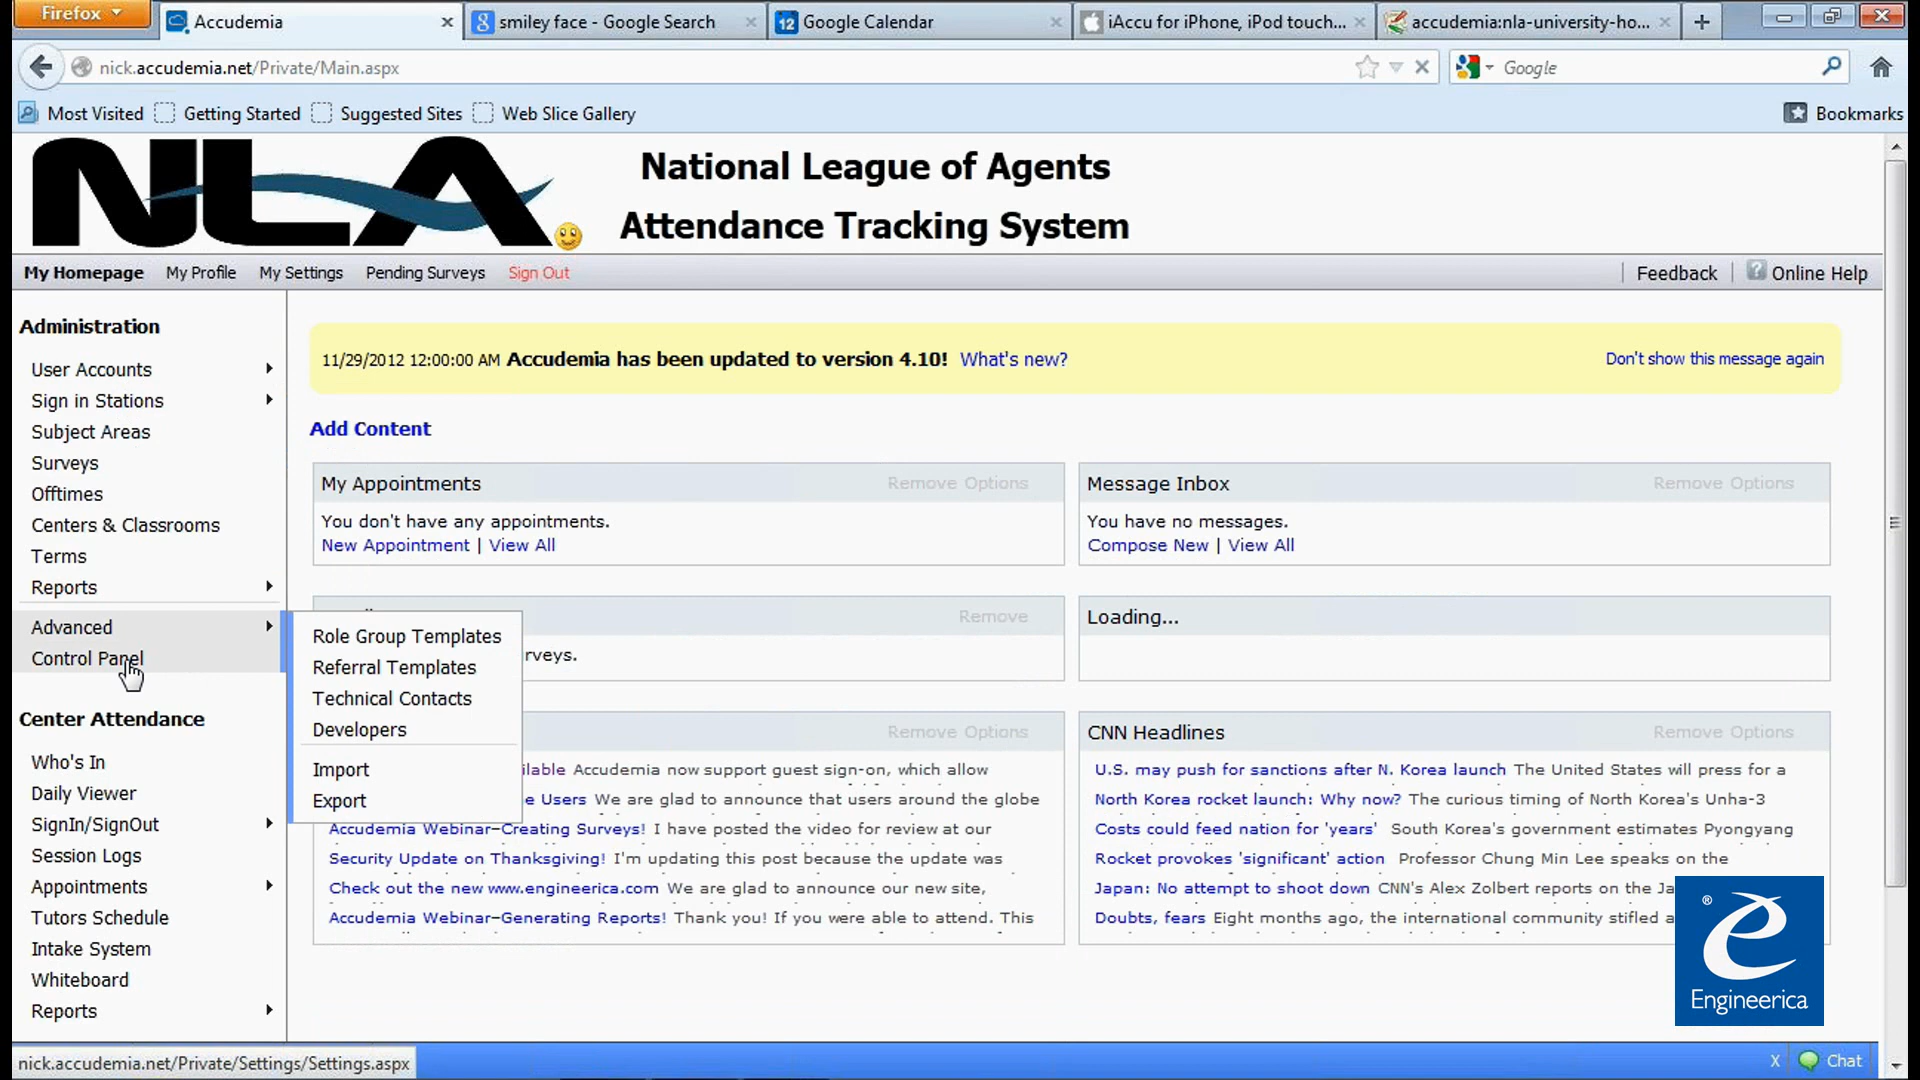 Firefox
Accudemia
smiley face - Google Search
Google Calendar
iAccu for iPhone, iPod touch...
accudemia:nla-university-ho...
nick.accudemia.net/Private/Main.aspx
Google
Most Visited
Getting Started
Suggested Sites
Web Slice Gallery
Bookmarks
NLA
National League of Agents
Attendance Tracking System
My Homepage
My Profile
My Settings
Pending Surveys
Sign Out
Feedback
Online Help
Administration
User Accounts
Sign in Stations
Subject Areas
Surveys
Offtimes
Centers & Classrooms
Terms
Reports
Advanced
Control Panel
Center Attendance
Who's In
Daily Viewer
SignIn/SignOut
Session Logs
Appointments
Tutors Schedule
Intake System
Whiteboard
Reports
Role Group Templates
Referral Templates
Technical Contacts
Developers
Import
Export
11/29/2012 12:00:00 AM Accudemia has been updated to version 4.10! What's new?
Don't show this message again
Add Content
My Appointments
Remove Options
You don't have any appointments.
New Appointment | View All
Message Inbox
Remove Options
You have no messages.
Compose New | View All
Remove
rveys.
Loading...
Remove Options
ilable Accudemia now support guest sign-on, which allow
e Users We are glad to announce that users around the globe
Accudemia Webinar–Creating Surveys! I have posted the video for review at our
Security Update on Thanksgiving! I'm updating this post because the update was
Check out the new www.engineerica.com We are glad to announce our new site,
Accudemia Webinar–Generating Reports! Thank you! If you were able to attend. This
CNN Headlines
Remove Options
U.S. may push for sanctions after N. Korea launch The United States will press for a
North Korea rocket launch: Why now? The curious timing of North Korea's Unha-3
Costs could feed nation for 'years' South Korea's government estimates Pyongyang
Rocket provokes 'significant' action Professor Chung Min Lee speaks on the
Japan: No attempt to shoot down CNN's Alex Zolbert reports on the Ja
Doubts, fears Eight months ago, the international community stifled a
® e
Engineerica
nick.accudemia.net/Private/Settings/Settings.aspx
X
Chat